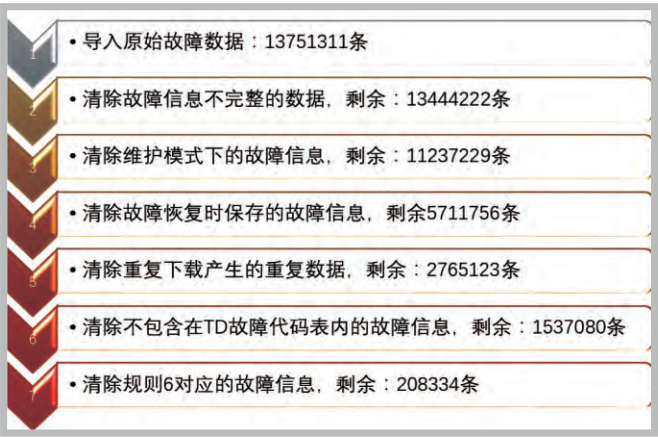 1
• 导入原始故障数据：13751311条
2
• 清除故障信息不完整的数据，剩余：13444222条
3
• 清除维护模式下的故障信息，剩余：11237229条
4
• 清除故障恢复时保存的故障信息，剩余5711756条
5
• 清除重复下载产生的重复数据，剩余：2765123条
6
• 清除不包含在TD故障代码表内的故障信息，剩余：1537080条
7
• 清除规则6对应的故障信息，剩余：208334条